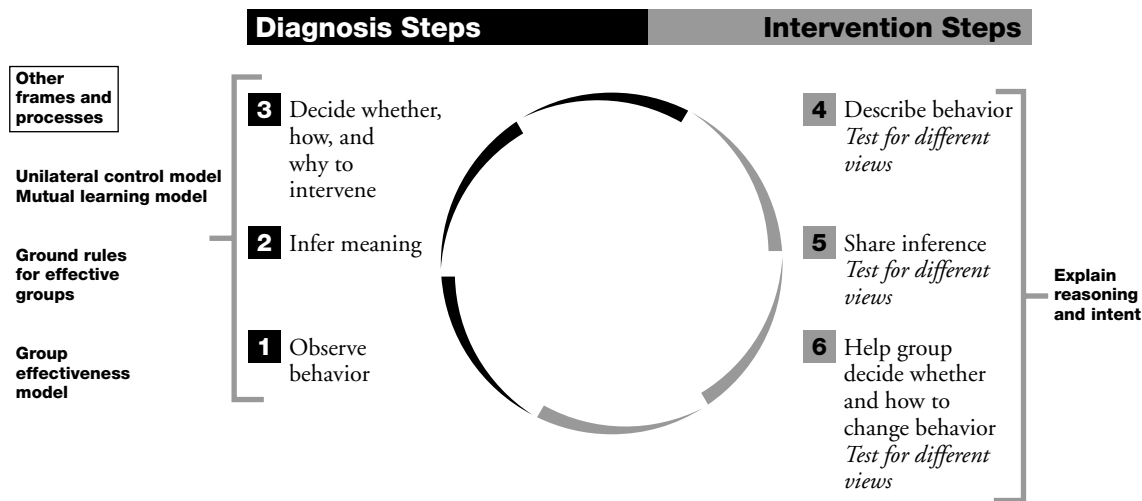 Diagnosis Steps
Intervention Steps
Other
frames and
processes
Unilateral control model
Mutual learning model
Ground rules
for effective
groups
Group
effectiveness
model
3 Decide whether,
how, and
why to
intervene
2 Infer meaning
1 Observe
behavior
4 Describe behavior
Test for different
views
5 Share inference
Test for different
views
6 Help group
decide whether
and how to
change behavior
Test for different
views
Explain
reasoning
and intent